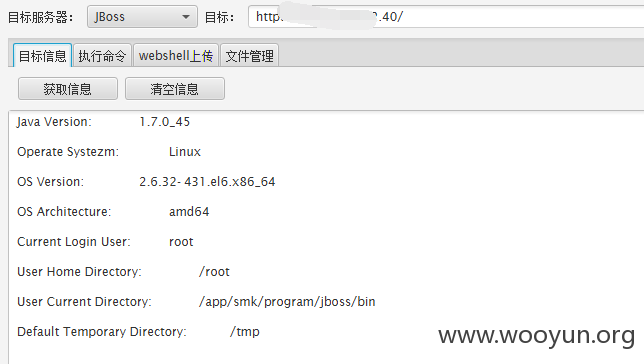 目标服务器： JBoss 目标： http .40/
目标信息 执行命令 webshell上传 文件管理
获取信息 清空信息
Java Version: 1.7.0_45
Operate Systezm: Linux
OS Version: 2.6.32-431.el6.x86_64
OS Architecture: amd64
Current Login User: root
User Home Directory: /root
User Current Directory: /app/smk/program/jboss/bin
Default Temporary Directory: /tmp
www.wooyun.org